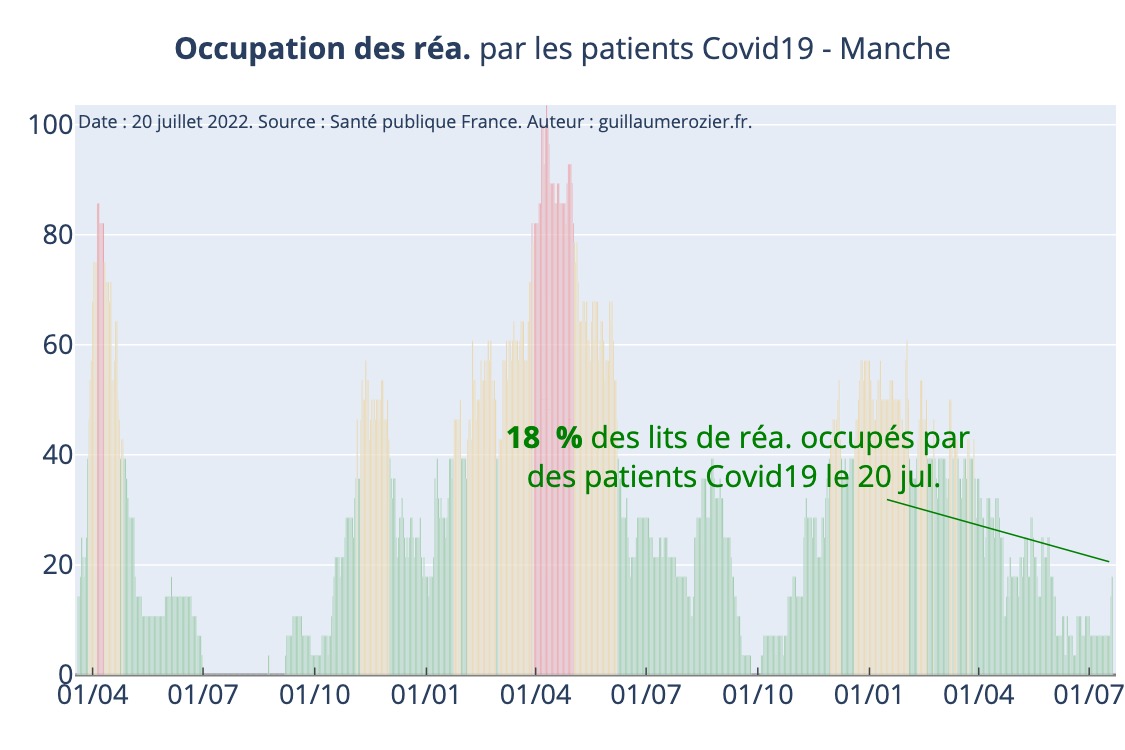 Occupation des réa. par les patients Covid19 - Manche
Date : 20 juillet 2022. Source : Santé publique France. Auteur : guillaumerozier.fr.
100
80
60
40
20
0
18 % des lits de réa. occupés par
des patients Covid19 le 20 jul.
01/04 01/07 01/10 01/01 01/04 01/07 01/10 01/01 01/04 01/07